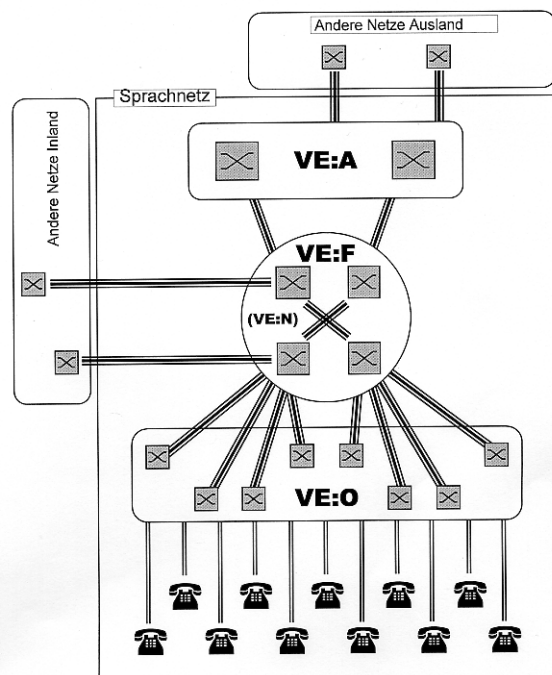 Andere Netze Ausland
Sprachnetz
Andere Netze Inland
VE:A
VE:F
(VE:N)
VE:O